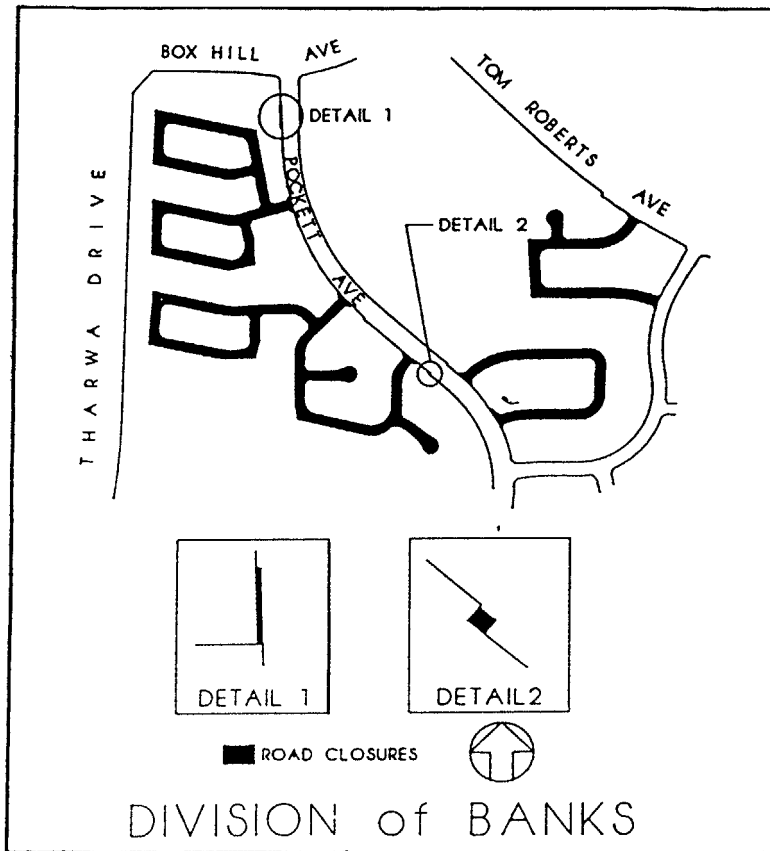 BOX HILL AVE
TOM ROBERTS AVE
DETAIL 1
POCKETT AVE
DETAIL 2
THARWA DRIVE
DETAIL 1
DETAIL2
ROAD CLOSURES
DIVISION of BANKS